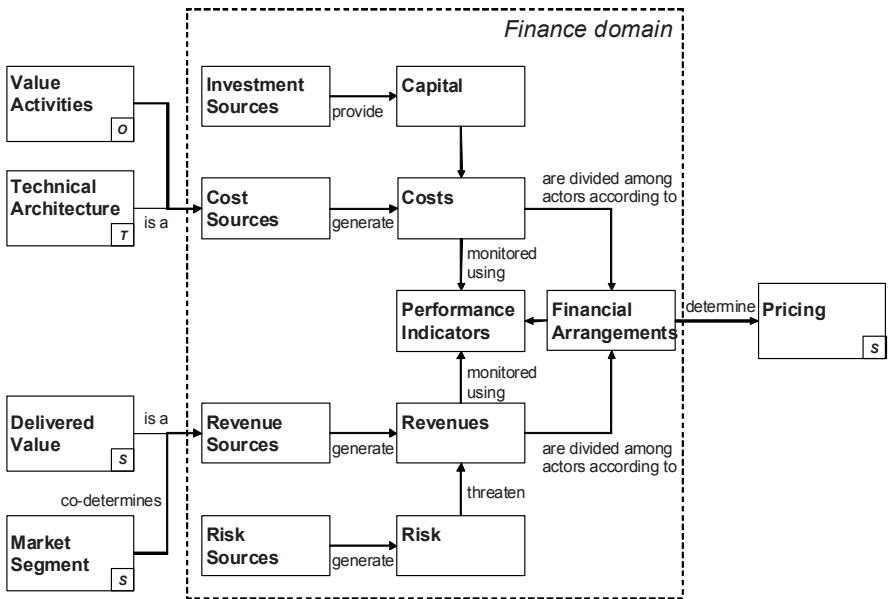 Finance domain
Value
Activities
O
Investment
Sources
provide
Capital
Technical
Architecture
T
is a
Cost
Sources
generate
Costs
are divided among
actors according to
monitored
using
Performance
Indicators
Financial
Arrangements
determine
Pricing
S
monitored
using
Delivered
Value
S
is a
Revenue
Sources
generate
Revenues
are divided among
actors according to
co-determines
threaten
Market
Segment
S
Risk
Sources
generate
Risk